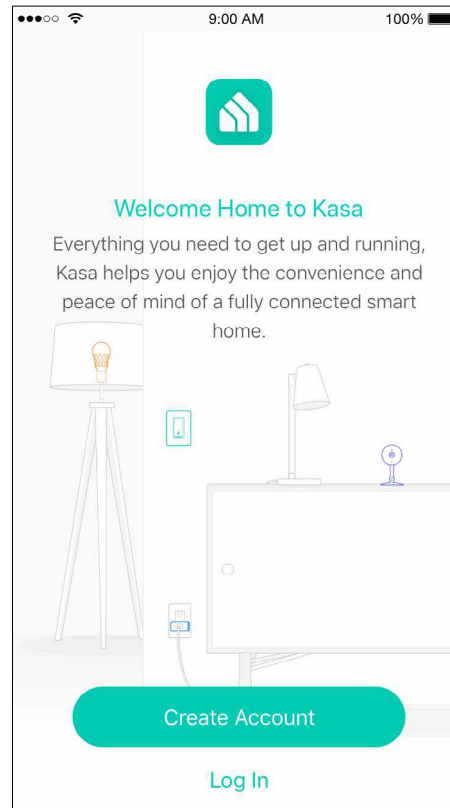 9:00 AM 100%
Welcome Home to Kasa
Everything you need to get up and running,
Kasa helps you enjoy the convenience and
peace of mind of a fully connected smart
home.
Create Account
Log In